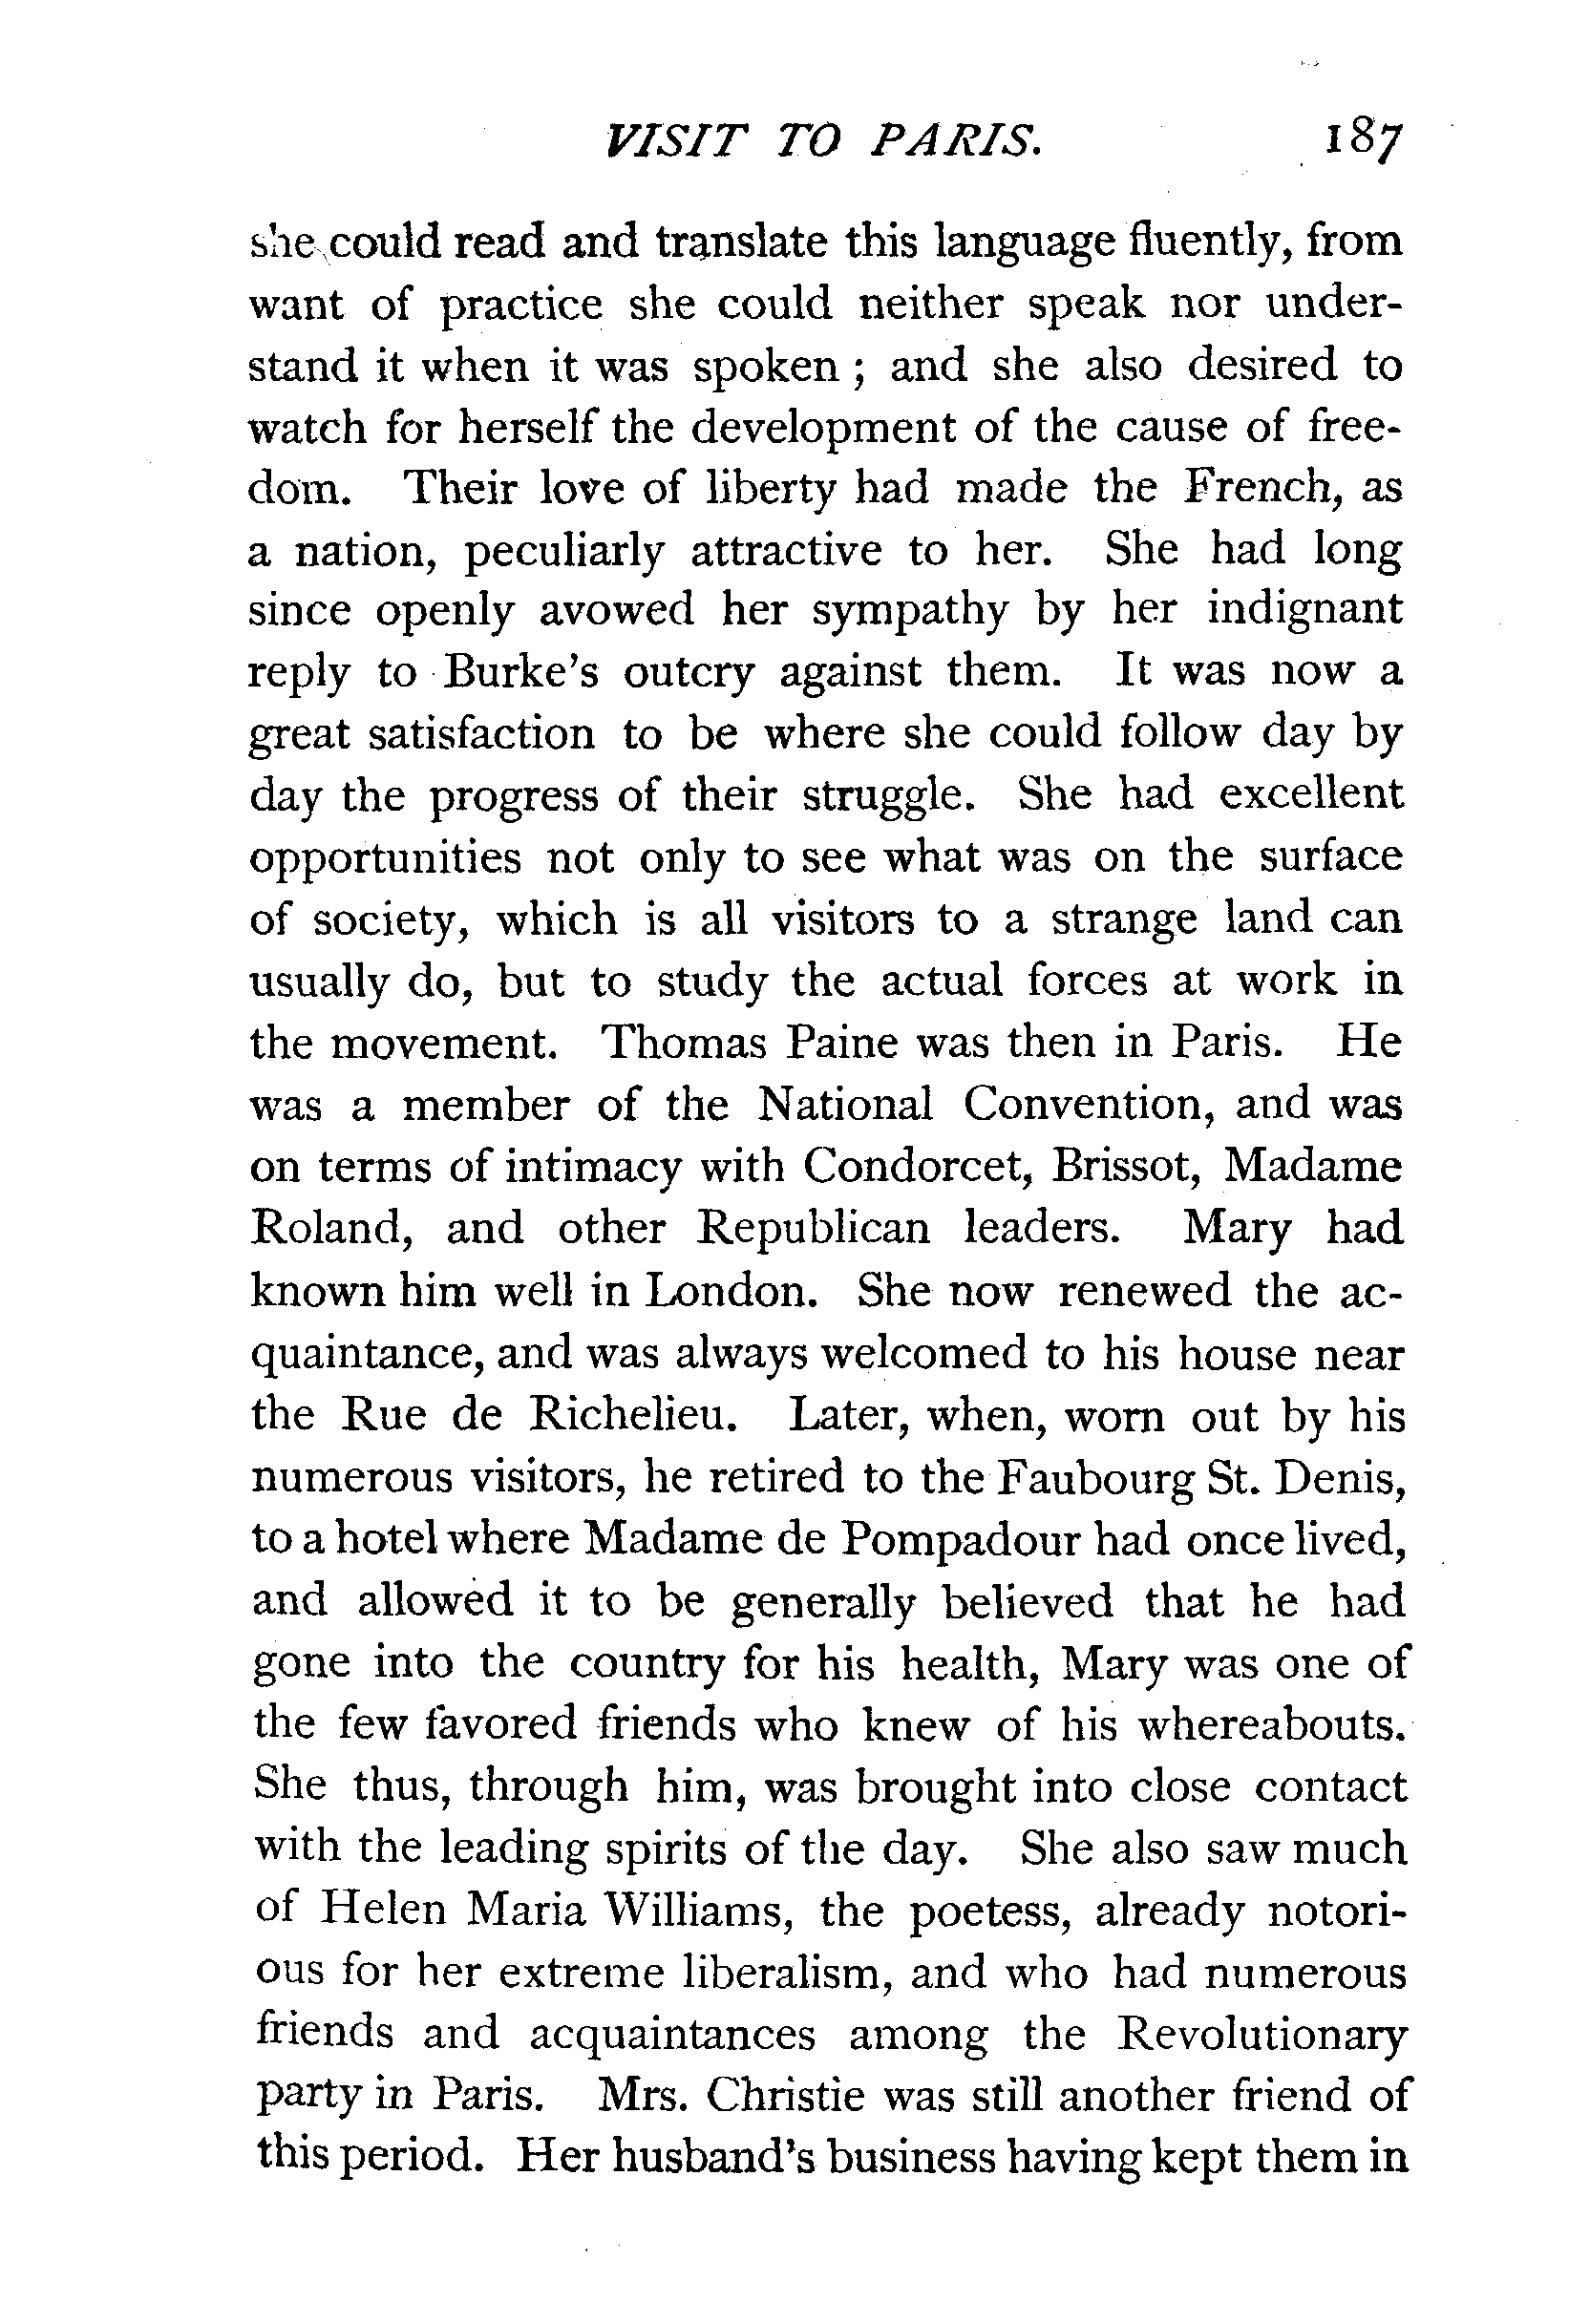 VISIT TO PARIS. 187
she could read and translate this language fluently, from
want of practice she could neither speak nor under-
stand it when it was spoken ; and she also desired to
watch for herself the development of the cause of free-
dom. Their love of liberty had made the French, as
a nation, peculiarly attractive to her. She had long
since openly avowed her sympathy by her indignant
reply to Burke's outcry against them. It was now a
great satisfaction to be where she could follow day by
day the progress of their struggle. She had excellent
opportunities not only to see what was on the surface
of society, which is all visitors to a strange land can
usually do, but to study the actual forces at work in
the movement. Thomas Paine was then in Paris. He
was a member of the National Convention, and was
on terms of intimacy with Condorcet, Brissot, Madame
Roland, and other Republican leaders. Mary had
known him well in London. She now renewed the ac-
quaintance, and was always welcomed to his house near
the Rue de Richelieu. Later, when, worn out by his
numerous visitors, he retired to the Faubourg St. Denis,
to a hotel where Madame de Pompadour had once lived,
and allowed it to be generally believed that he had
gone into the country for his health, Mary was one of
the few favored friends who knew of his whereabouts.
She thus, through him, was brought into close contact
with the leading spirits of the day. She also saw much
of Helen Maria Williams, the poetess, already notori-
ous for her extreme liberalism, and who had numerous
friends and acquaintances among the Revolutionary
party in Paris. Mrs. Christie was still another friend of
this period. Her husband's business having kept them in